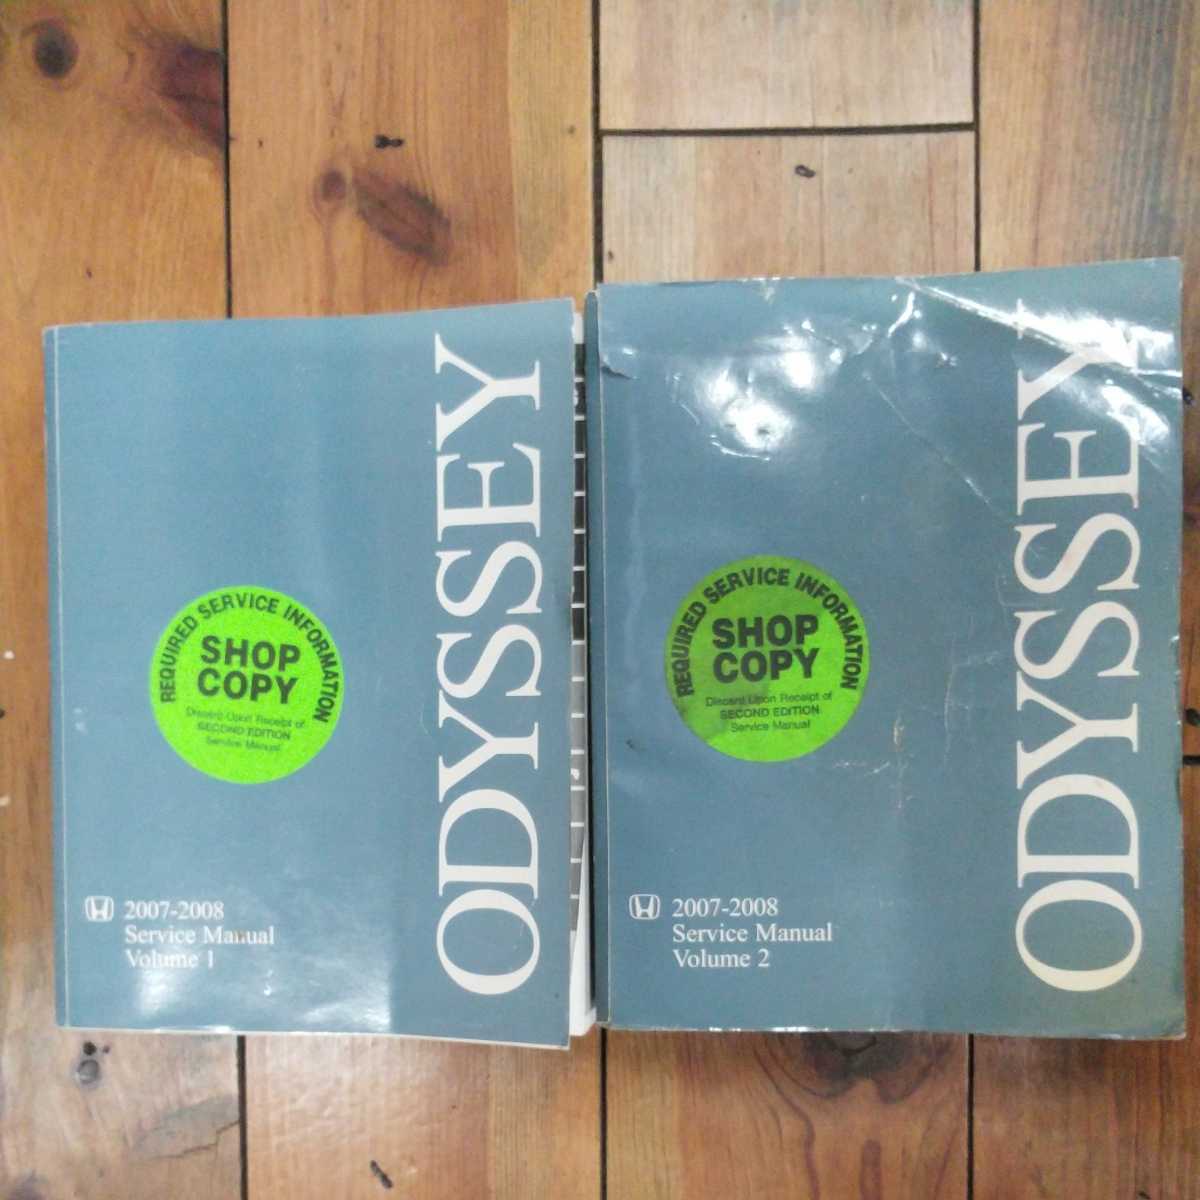 ODYSSEY
REQUIRED SERVICE INFORMATION
SHOP
COPY
Discard Upon Receipt of
SECOND EDITION
Service Manual
2007-2008
Service Manual
Volume 1
ODYSSEY
REQUIRED SERVICE INFORMATION
SHOP
COPY
Discard Upon Receipt of
SECOND EDITION
Service Manual
2007-2008
Service Manual
Volume 2